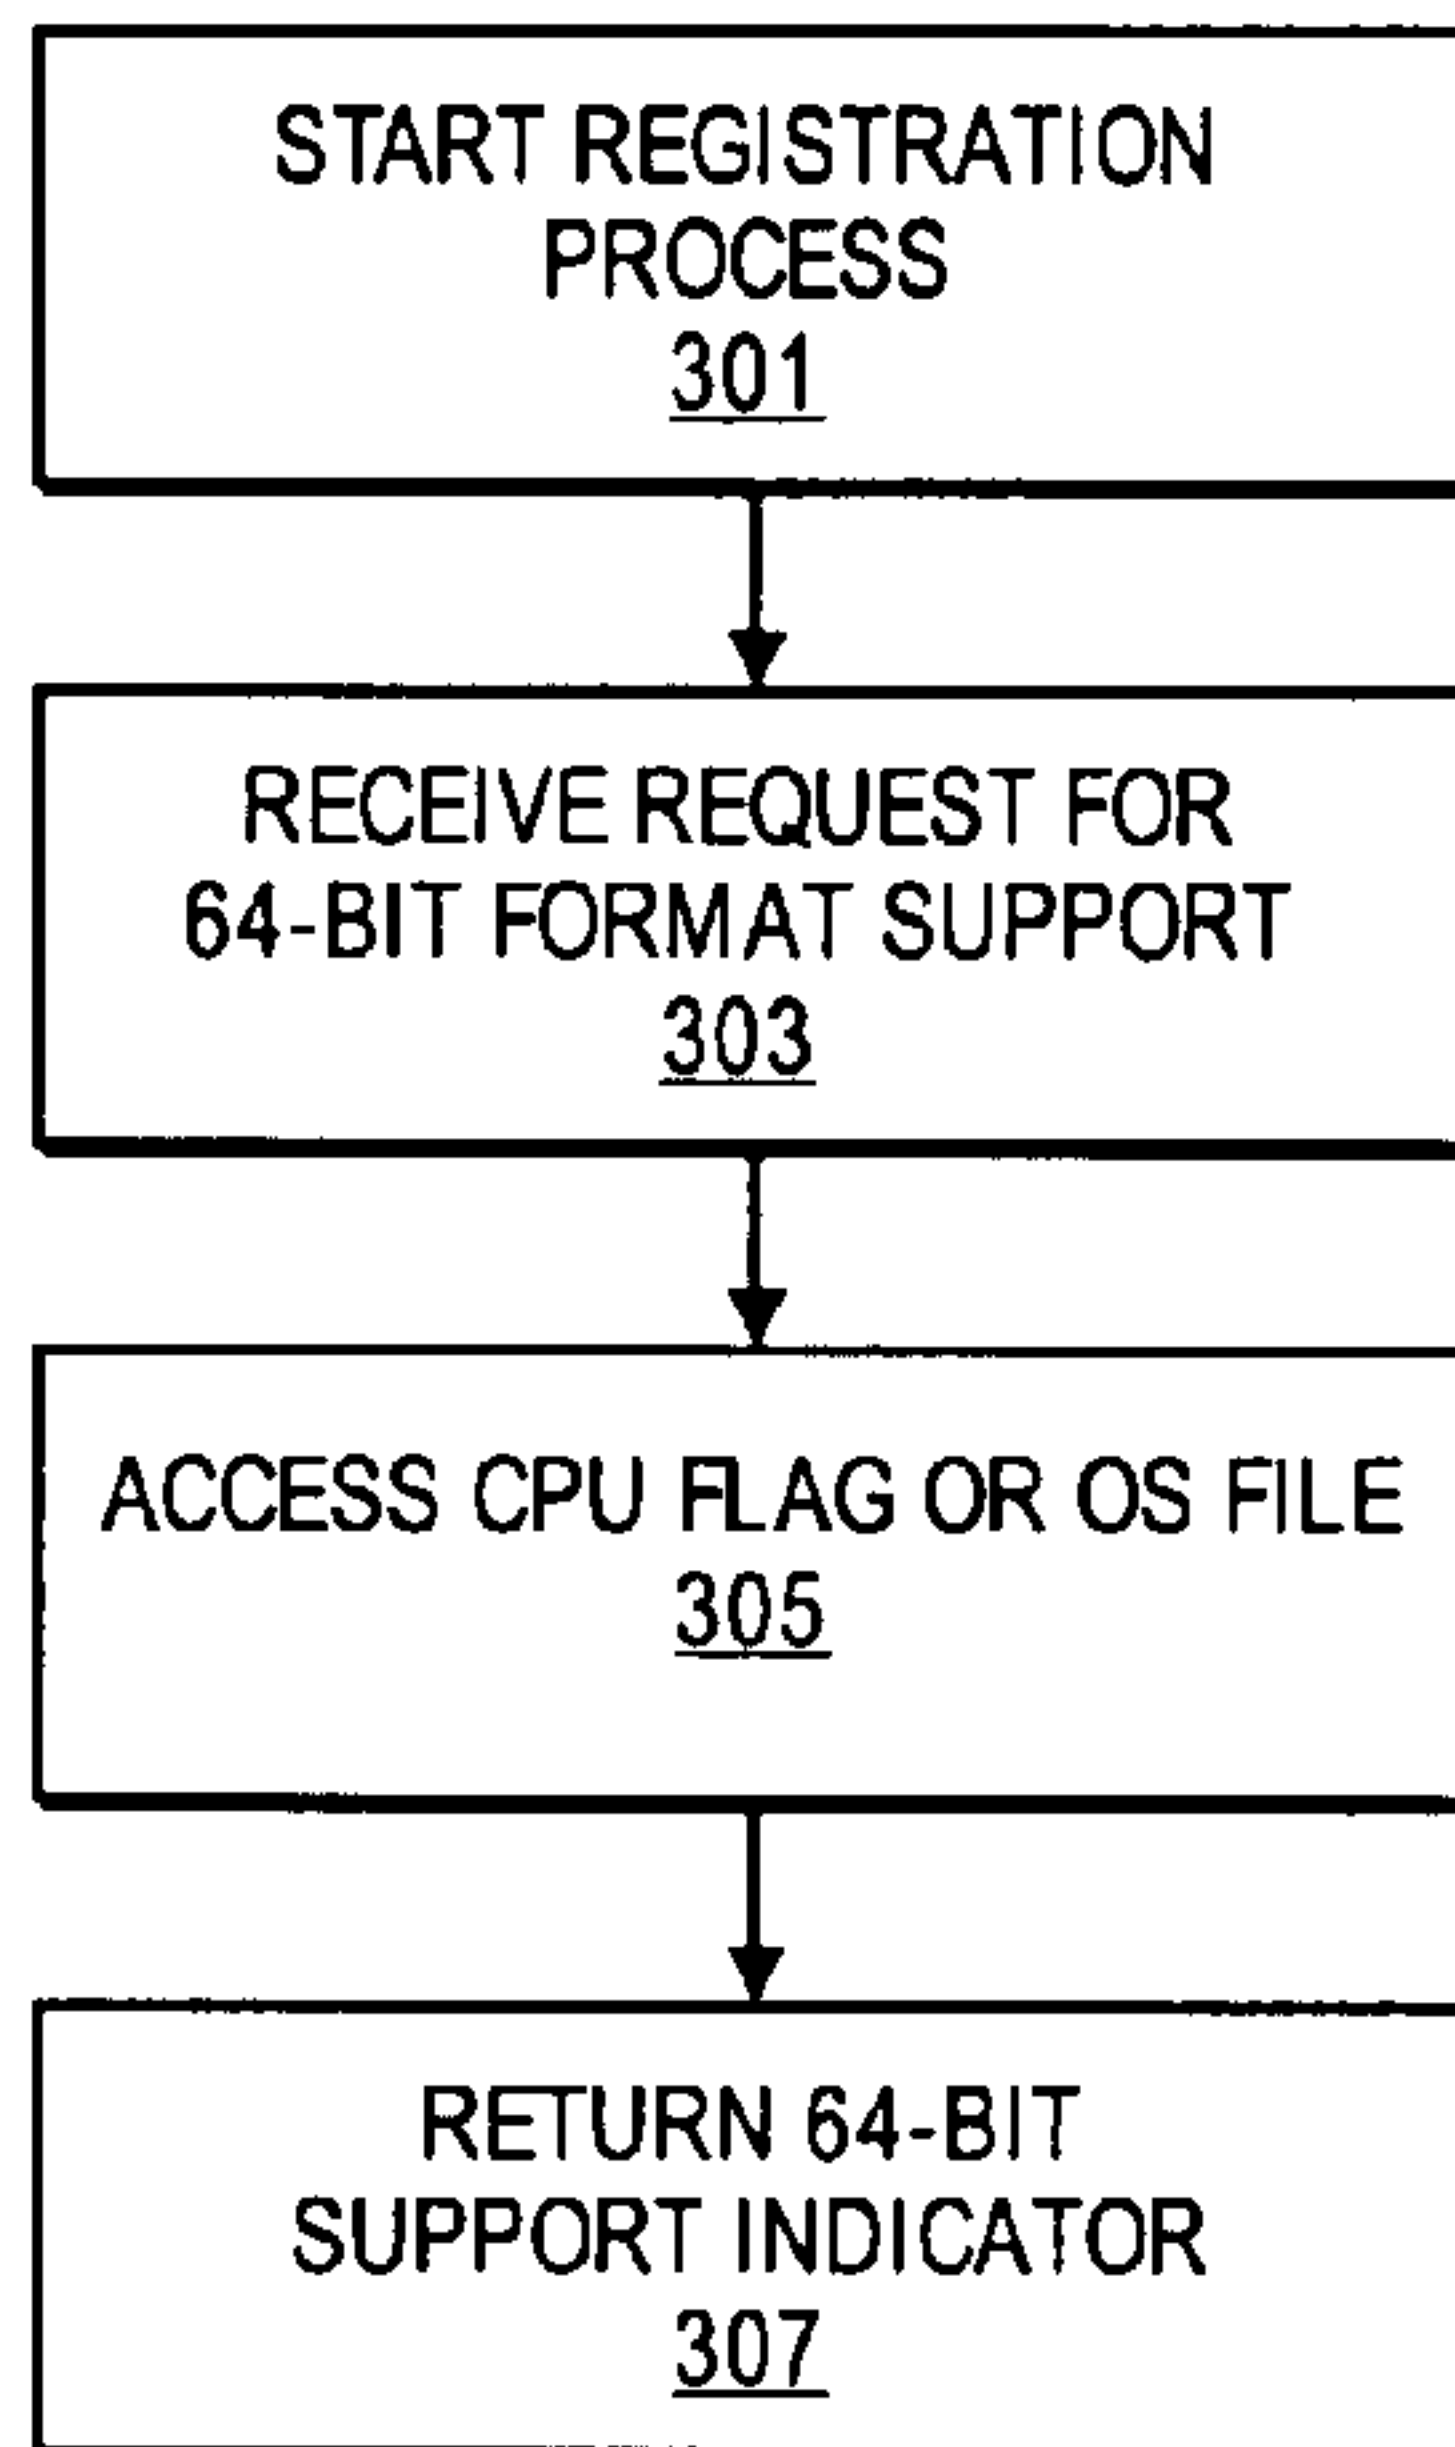 START REGISTRATION
PROCESS
301
RECEIVE REQUEST FOR
64-BIT FORMAT SUPPORT
303
ACCESS CPU FLAG OR OS FILE
305
RETURN 64-BIT
SUPPORT INDICATOR
307